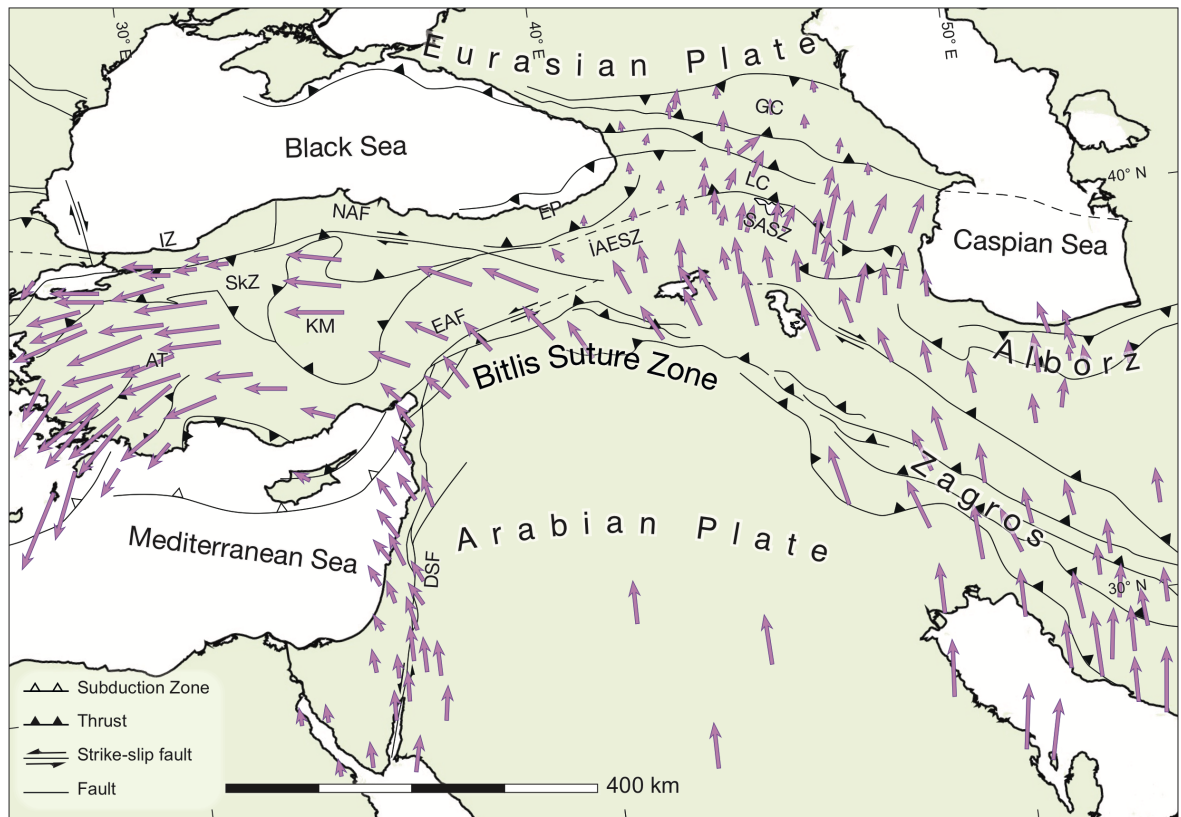 30° E
40° E
50° E
Eurasian Plate
GC
Black Sea
40° N
LC
NAF
EP
SASZ
IZ
İAESZ
Caspian Sea
SkZ
KM
EAF
AT
Bitlis Suture Zone
Alborz
Zagros
Arabian Plate
Mediterranean Sea
DSF
30° N
Subduction Zone
Thrust
Strike-slip fault
Fault
400 km